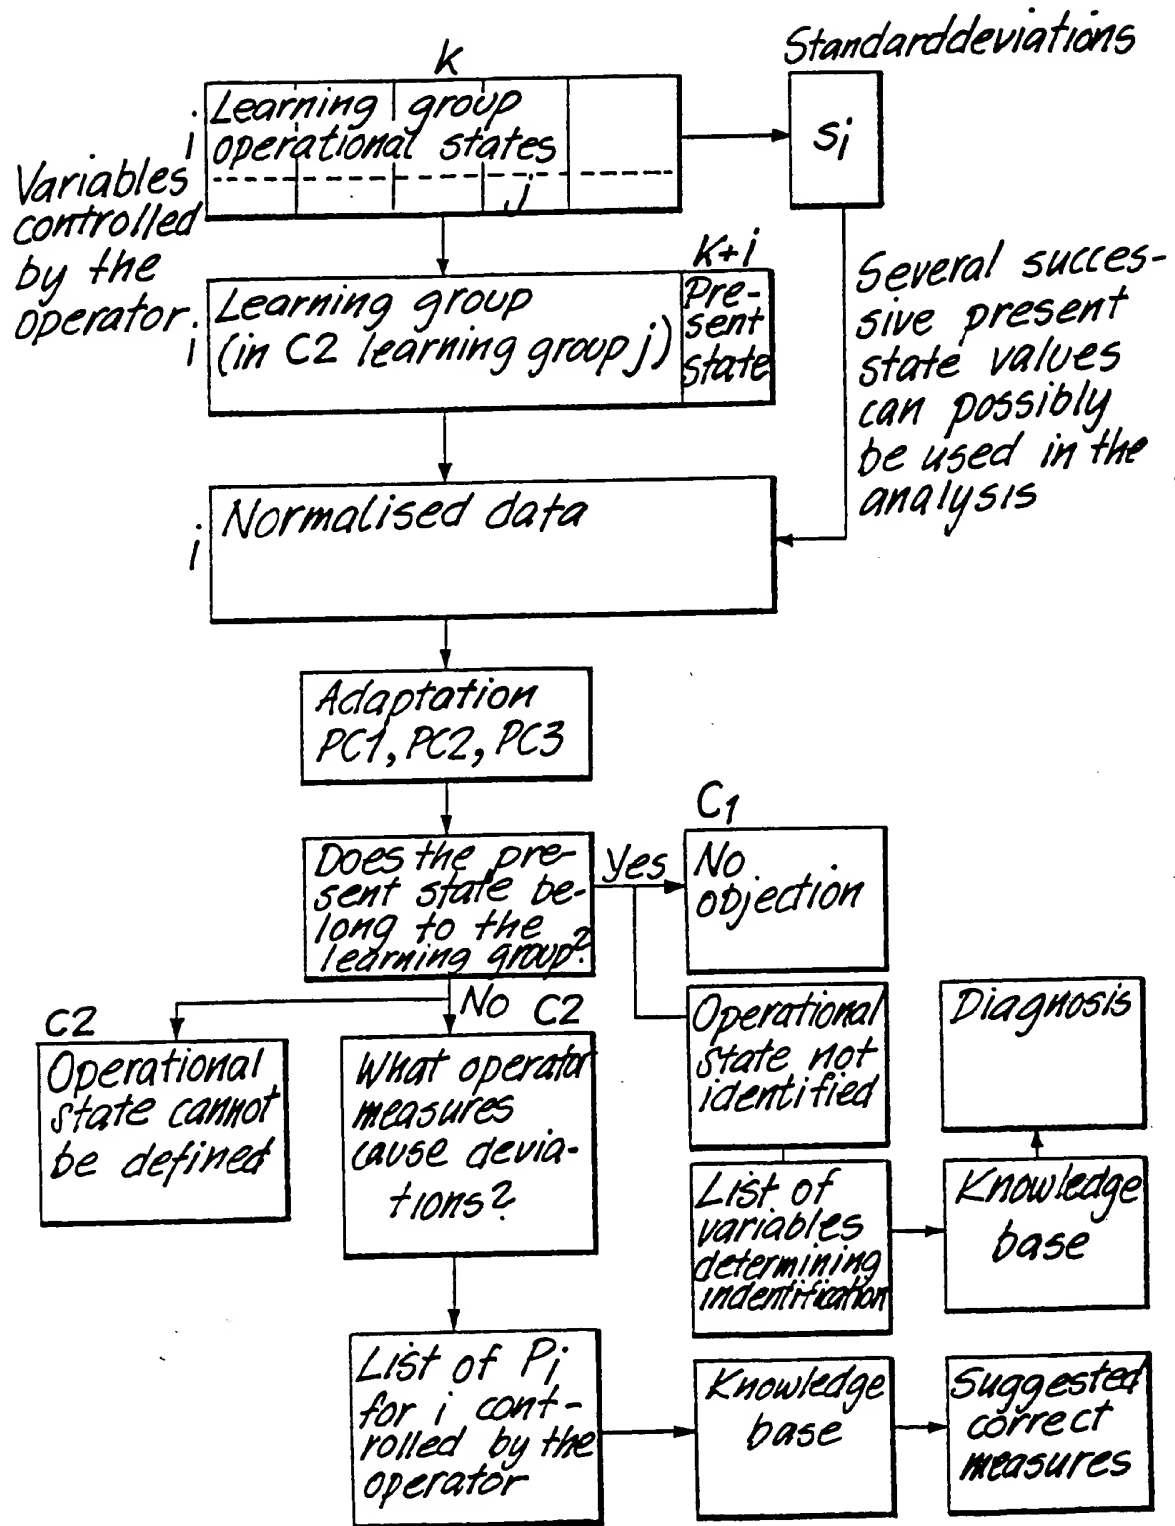 Standarddeviations
k
i
Learning group
operational states
j
si
Variables
controlled
by the
operator.
k+i
i
Learning group
(in C2 learning group j)
Pre-
sent
state
Several succes-
sive present
state values
can possibly
be used in the
analysis
i
Normalised data
Adaptation
PC1, PC2, PC3
Does the pre-
sent state be-
long to the
learning group?
Yes
C1
No
objection
No
C2
Operational
state cannot
be defined
C2
What operator
measures
cause devia-
tions?
Operational
state not
identified
Diagnosis
List of
variables
determining
indentification
Knowledge
base
List of Pi
for i cont-
rolled by the
operator
Knowledge
base
Suggested
correct
measures